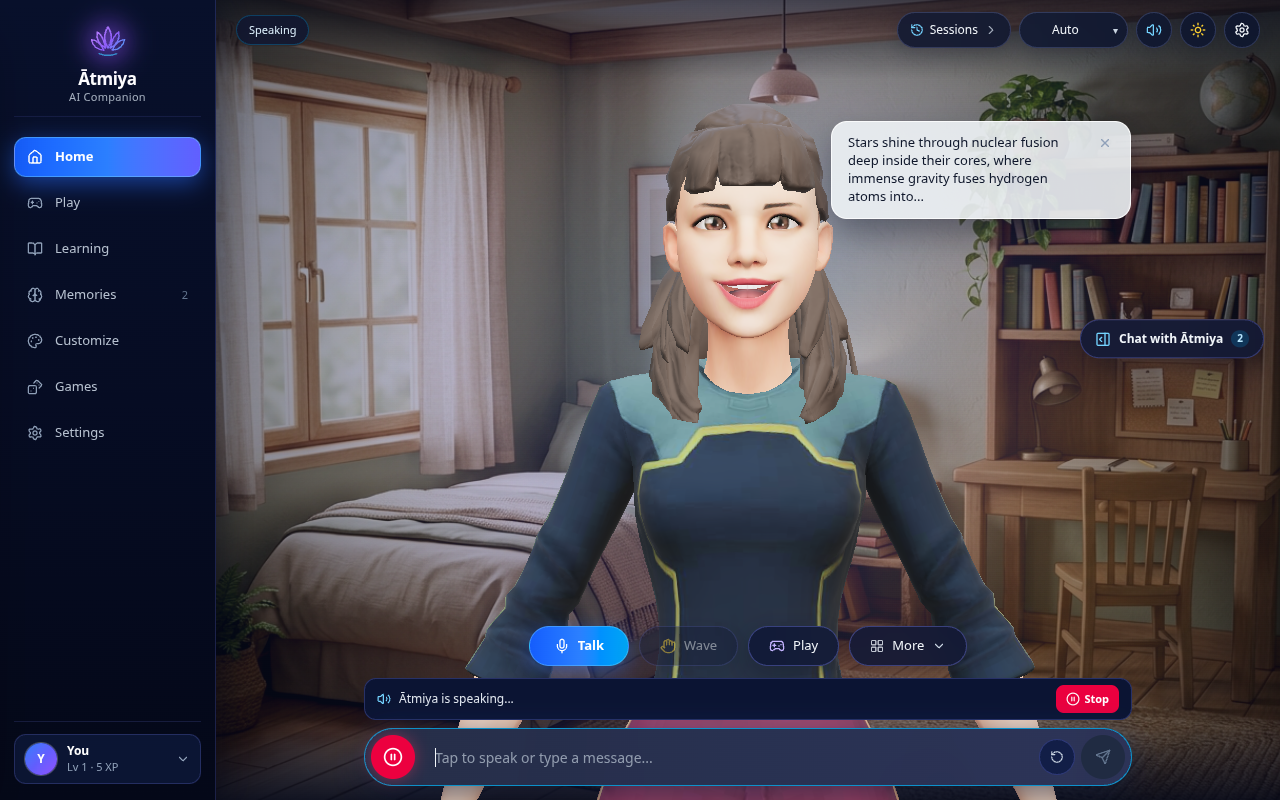 Ātmiya
AI Companion
Home
Play
Learning
Memories 2
Customize
Games
Settings
Y
You
Lv 1 · 5 XP
Speaking
Sessions
Auto
Stars shine through nuclear fusion
deep inside their cores, where
immense gravity fuses hydrogen
atoms into...
Chat with Ātmiya 2
Talk
Wave
Play
More
Ātmiya is speaking...
Stop
Tap to speak or type a message...